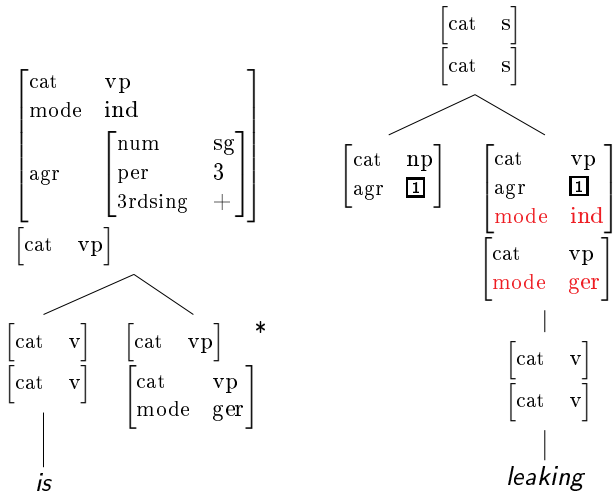 cat vp
mode ind
agr num sg
per 3
3rdsing +
cat vp
cat v
cat v
is
cat vp *
cat vp
mode ger
cat s
cat s
cat np
agr 1
cat vp
agr 1
mode ind
cat vp
mode ger
cat v
cat v
leaking